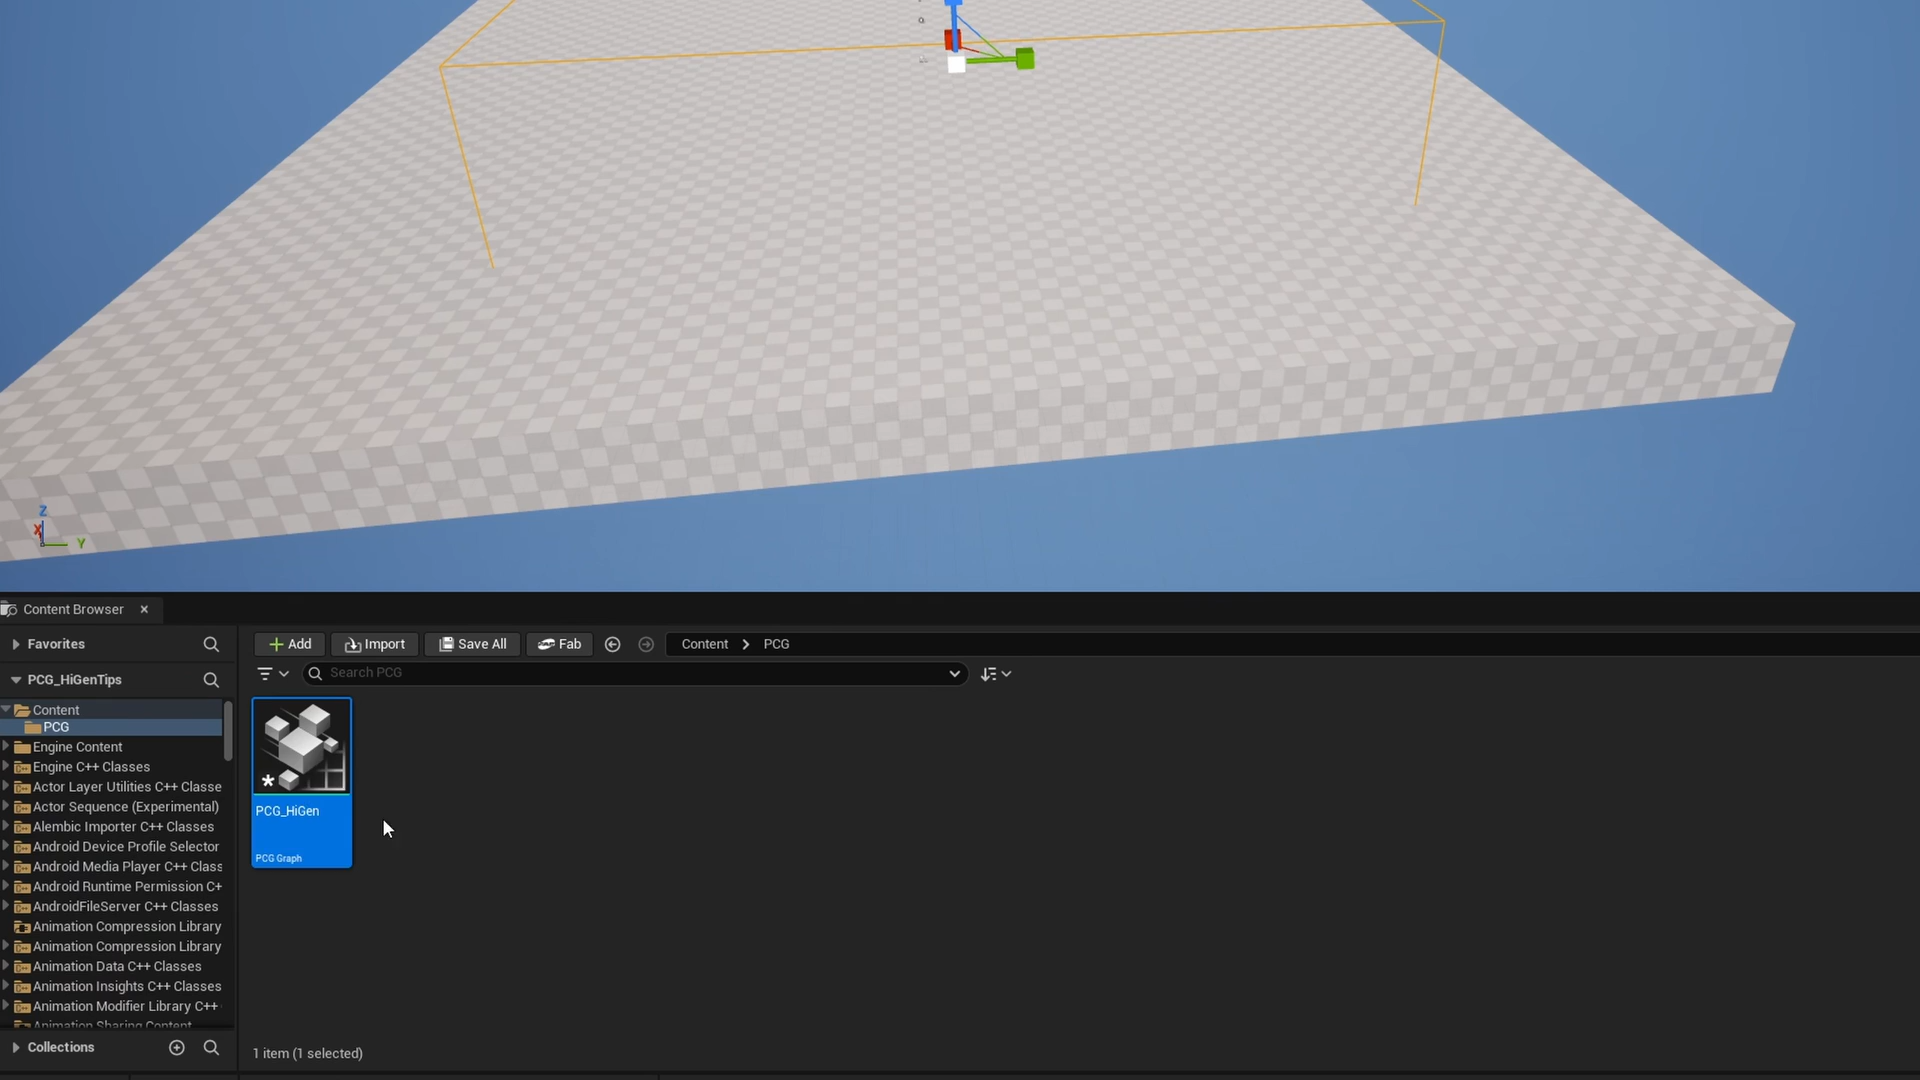 Z
X
Y
Content Browser
Favorites
Add
Import
Save All
Fab
Content
PCG
Search PCG
PCG_HiGenTips
Content
PCG
Engine Content
Engine C++ Classes
Actor Layer Utilities C++ Classe
Actor Sequence (Experimental)
Alembic Importer C++ Classes
Android Device Profile Selector
Android Media Player C++ Class
Android Runtime Permission C+
AndroidFileServer C++ Classes
Animation Compression Library
Animation Compression Library
Animation Data C++ Classes
Animation Insights C++ Classes
Animation Modifier Library C++
Animation Sharing Content
PCG_HiGen
PCG Graph
Collections
1 item (1 selected)